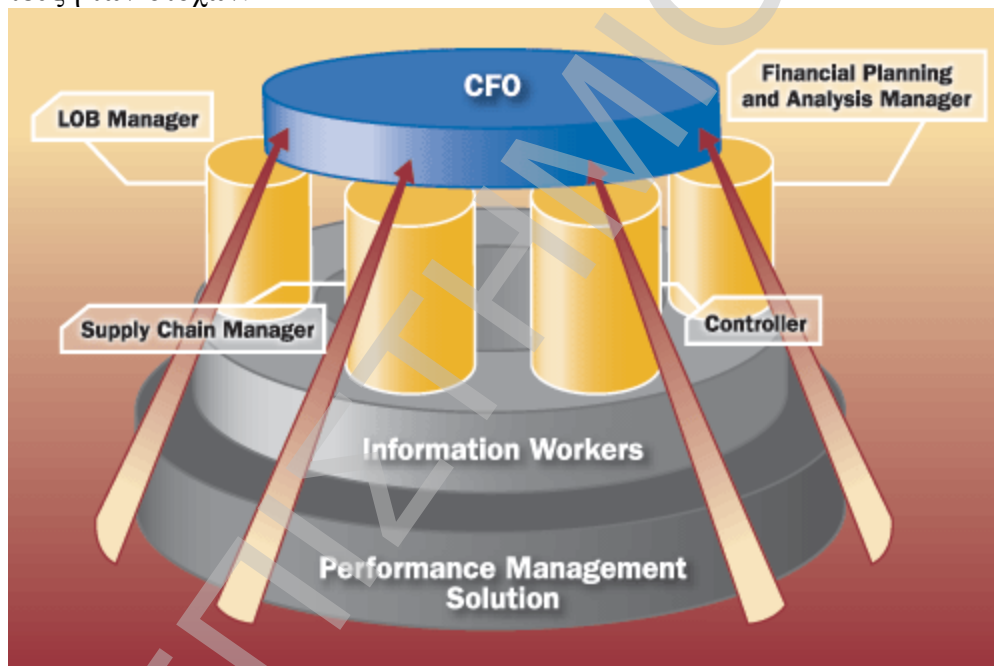 CFO
Financial Planning
and Analysis Manager
LOB Manager
Supply Chain Manager
Controller
Information Workers
Performance Management
Solution